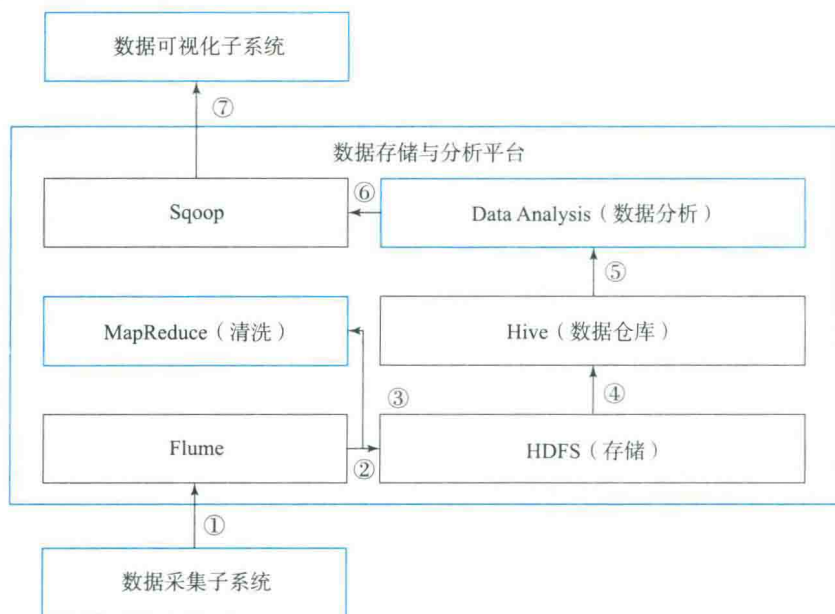 数据可视化子系统
⑦
数据存储与分析平台
Sqoop
⑥
Data Analysis（数据分析）
⑤
MapReduce（清洗）
Hive（数据仓库）
③
④
Flume
②
HDFS（存储）
①
数据采集子系统